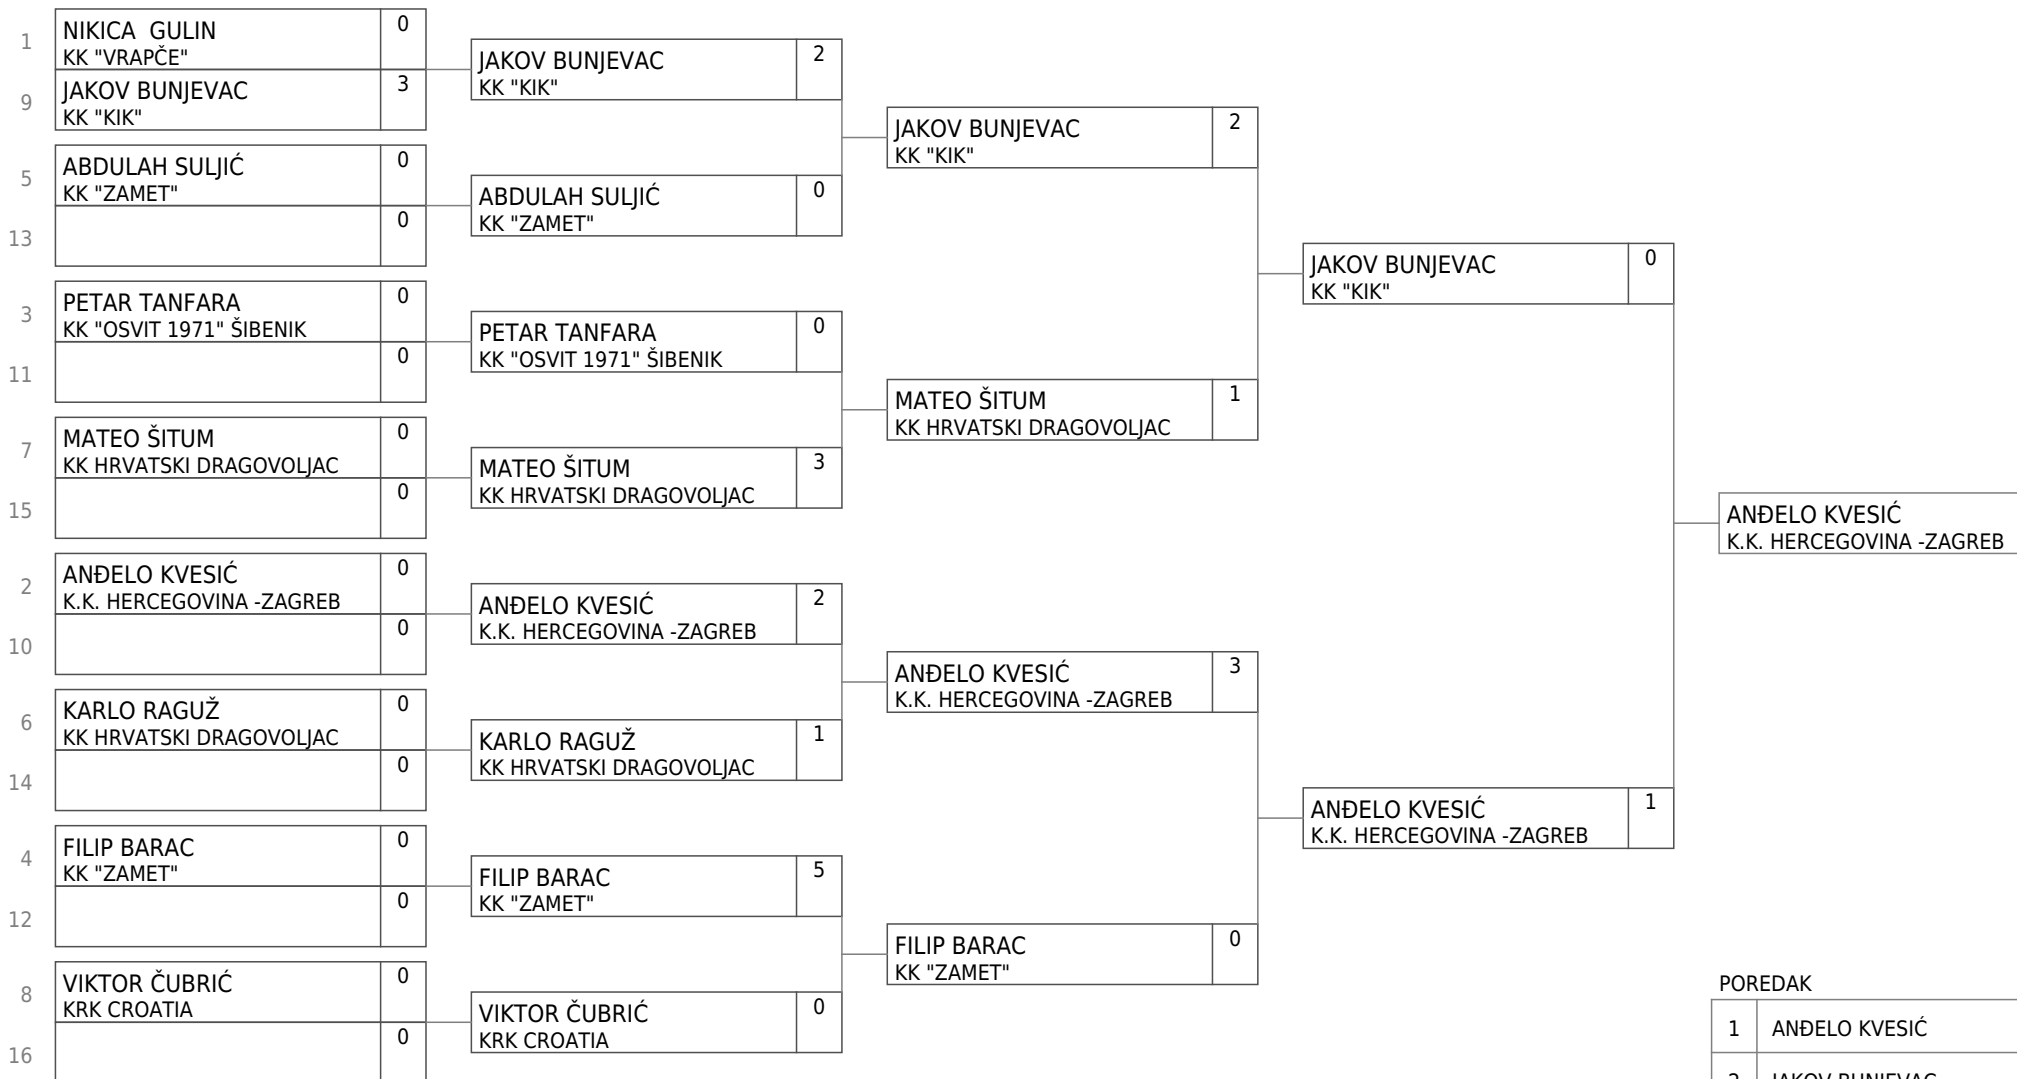 1
NIKICA  GULIN
KK "VRAPČE"
0
9
JAKOV BUNJEVAC
KK "KIK"
3
5
ABDULAH SULJIĆ
KK "ZAMET"
0
13
0
3
PETAR TANFARA
KK "OSVIT 1971" ŠIBENIK
0
11
0
7
MATEO ŠITUM
KK HRVATSKI DRAGOVOLJAC
0
15
0
2
ANĐELO KVESIĆ
K.K. HERCEGOVINA -ZAGREB
0
10
0
6
KARLO RAGUŽ
KK HRVATSKI DRAGOVOLJAC
0
14
0
4
FILIP BARAC
KK "ZAMET"
0
12
0
8
VIKTOR ČUBRIĆ
KRK CROATIA
0
16
0
JAKOV BUNJEVAC
KK "KIK"
2
ABDULAH SULJIĆ
KK "ZAMET"
0
PETAR TANFARA
KK "OSVIT 1971" ŠIBENIK
0
MATEO ŠITUM
KK HRVATSKI DRAGOVOLJAC
3
ANĐELO KVESIĆ
K.K. HERCEGOVINA -ZAGREB
2
KARLO RAGUŽ
KK HRVATSKI DRAGOVOLJAC
1
FILIP BARAC
KK "ZAMET"
5
VIKTOR ČUBRIĆ
KRK CROATIA
0
JAKOV BUNJEVAC
KK "KIK"
2
MATEO ŠITUM
KK HRVATSKI DRAGOVOLJAC
1
ANĐELO KVESIĆ
K.K. HERCEGOVINA -ZAGREB
3
FILIP BARAC
KK "ZAMET"
0
JAKOV BUNJEVAC
KK "KIK"
0
ANĐELO KVESIĆ
K.K. HERCEGOVINA -ZAGREB
1
ANĐELO KVESIĆ
K.K. HERCEGOVINA -ZAGREB
POREDAK
1 ANĐELO KVESIĆ
2 JAKOV BUNJEVAC